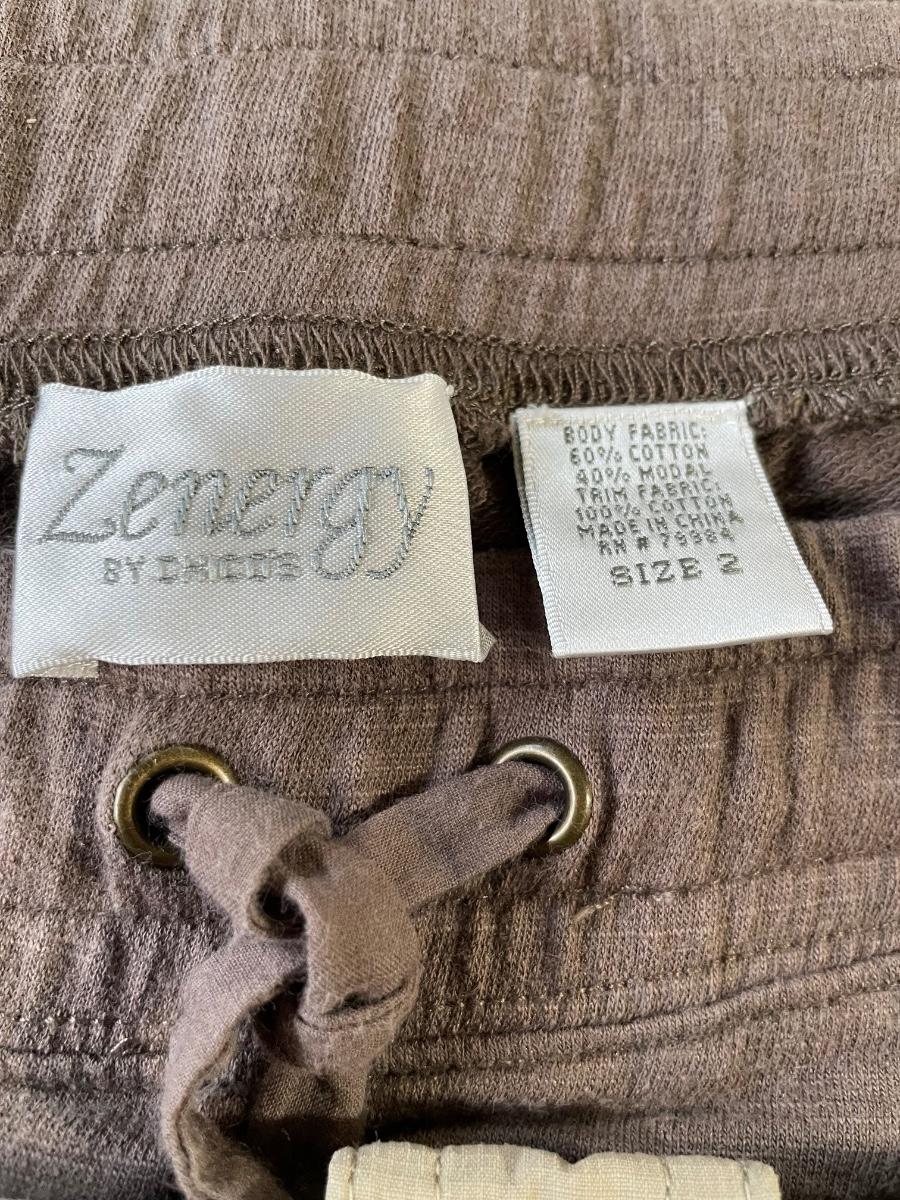 Zenergy
BY CHICO'S
BODY FABRIC:
60% COTTON
40% MODAL
TRIM FABRIC:
100% COTTON
MADE IN CHINA
RN # 79984
SIZE 2